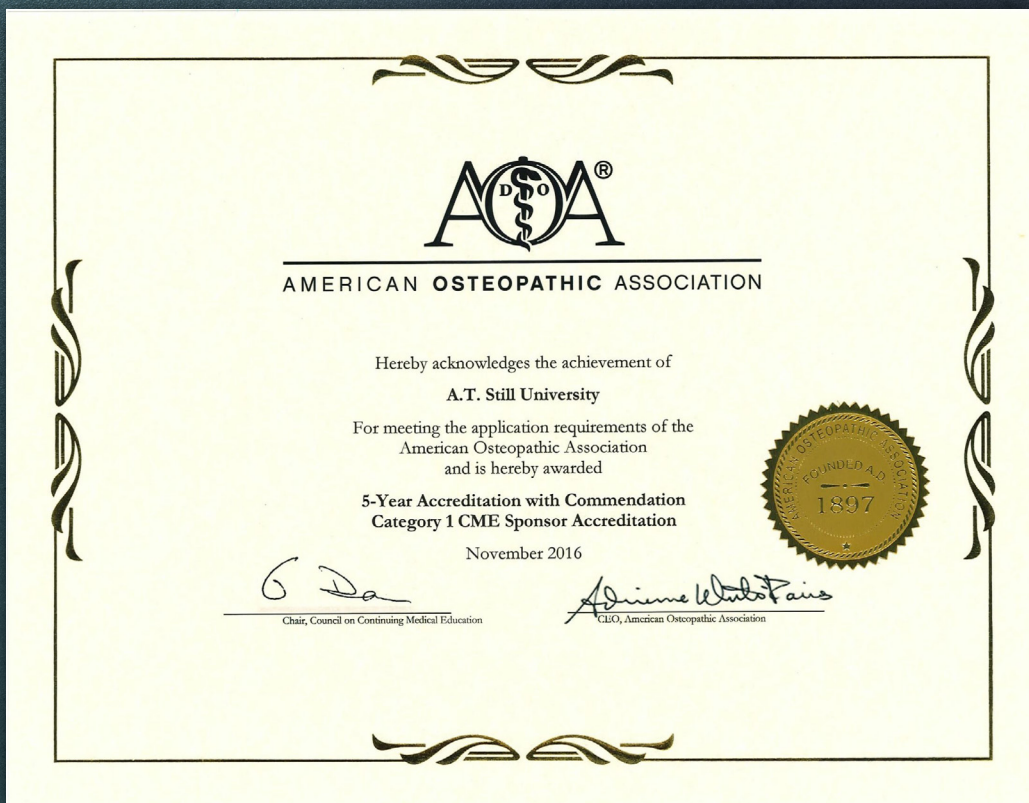 AOA®
D O
AMERICAN OSTEOPATHIC ASSOCIATION
Hereby acknowledges the achievement of
A.T. Still University
For meeting the application requirements of the
American Osteopathic Association
and is hereby awarded
5-Year Accreditation with Commendation
Category 1 CME Sponsor Accreditation
November 2016
AMERICAN OSTEOPATHIC ASSOCIATION
FOUNDED A.D.
1897
Chair, Council on Continuing Medical Education
CEO, American Osteopathic Association